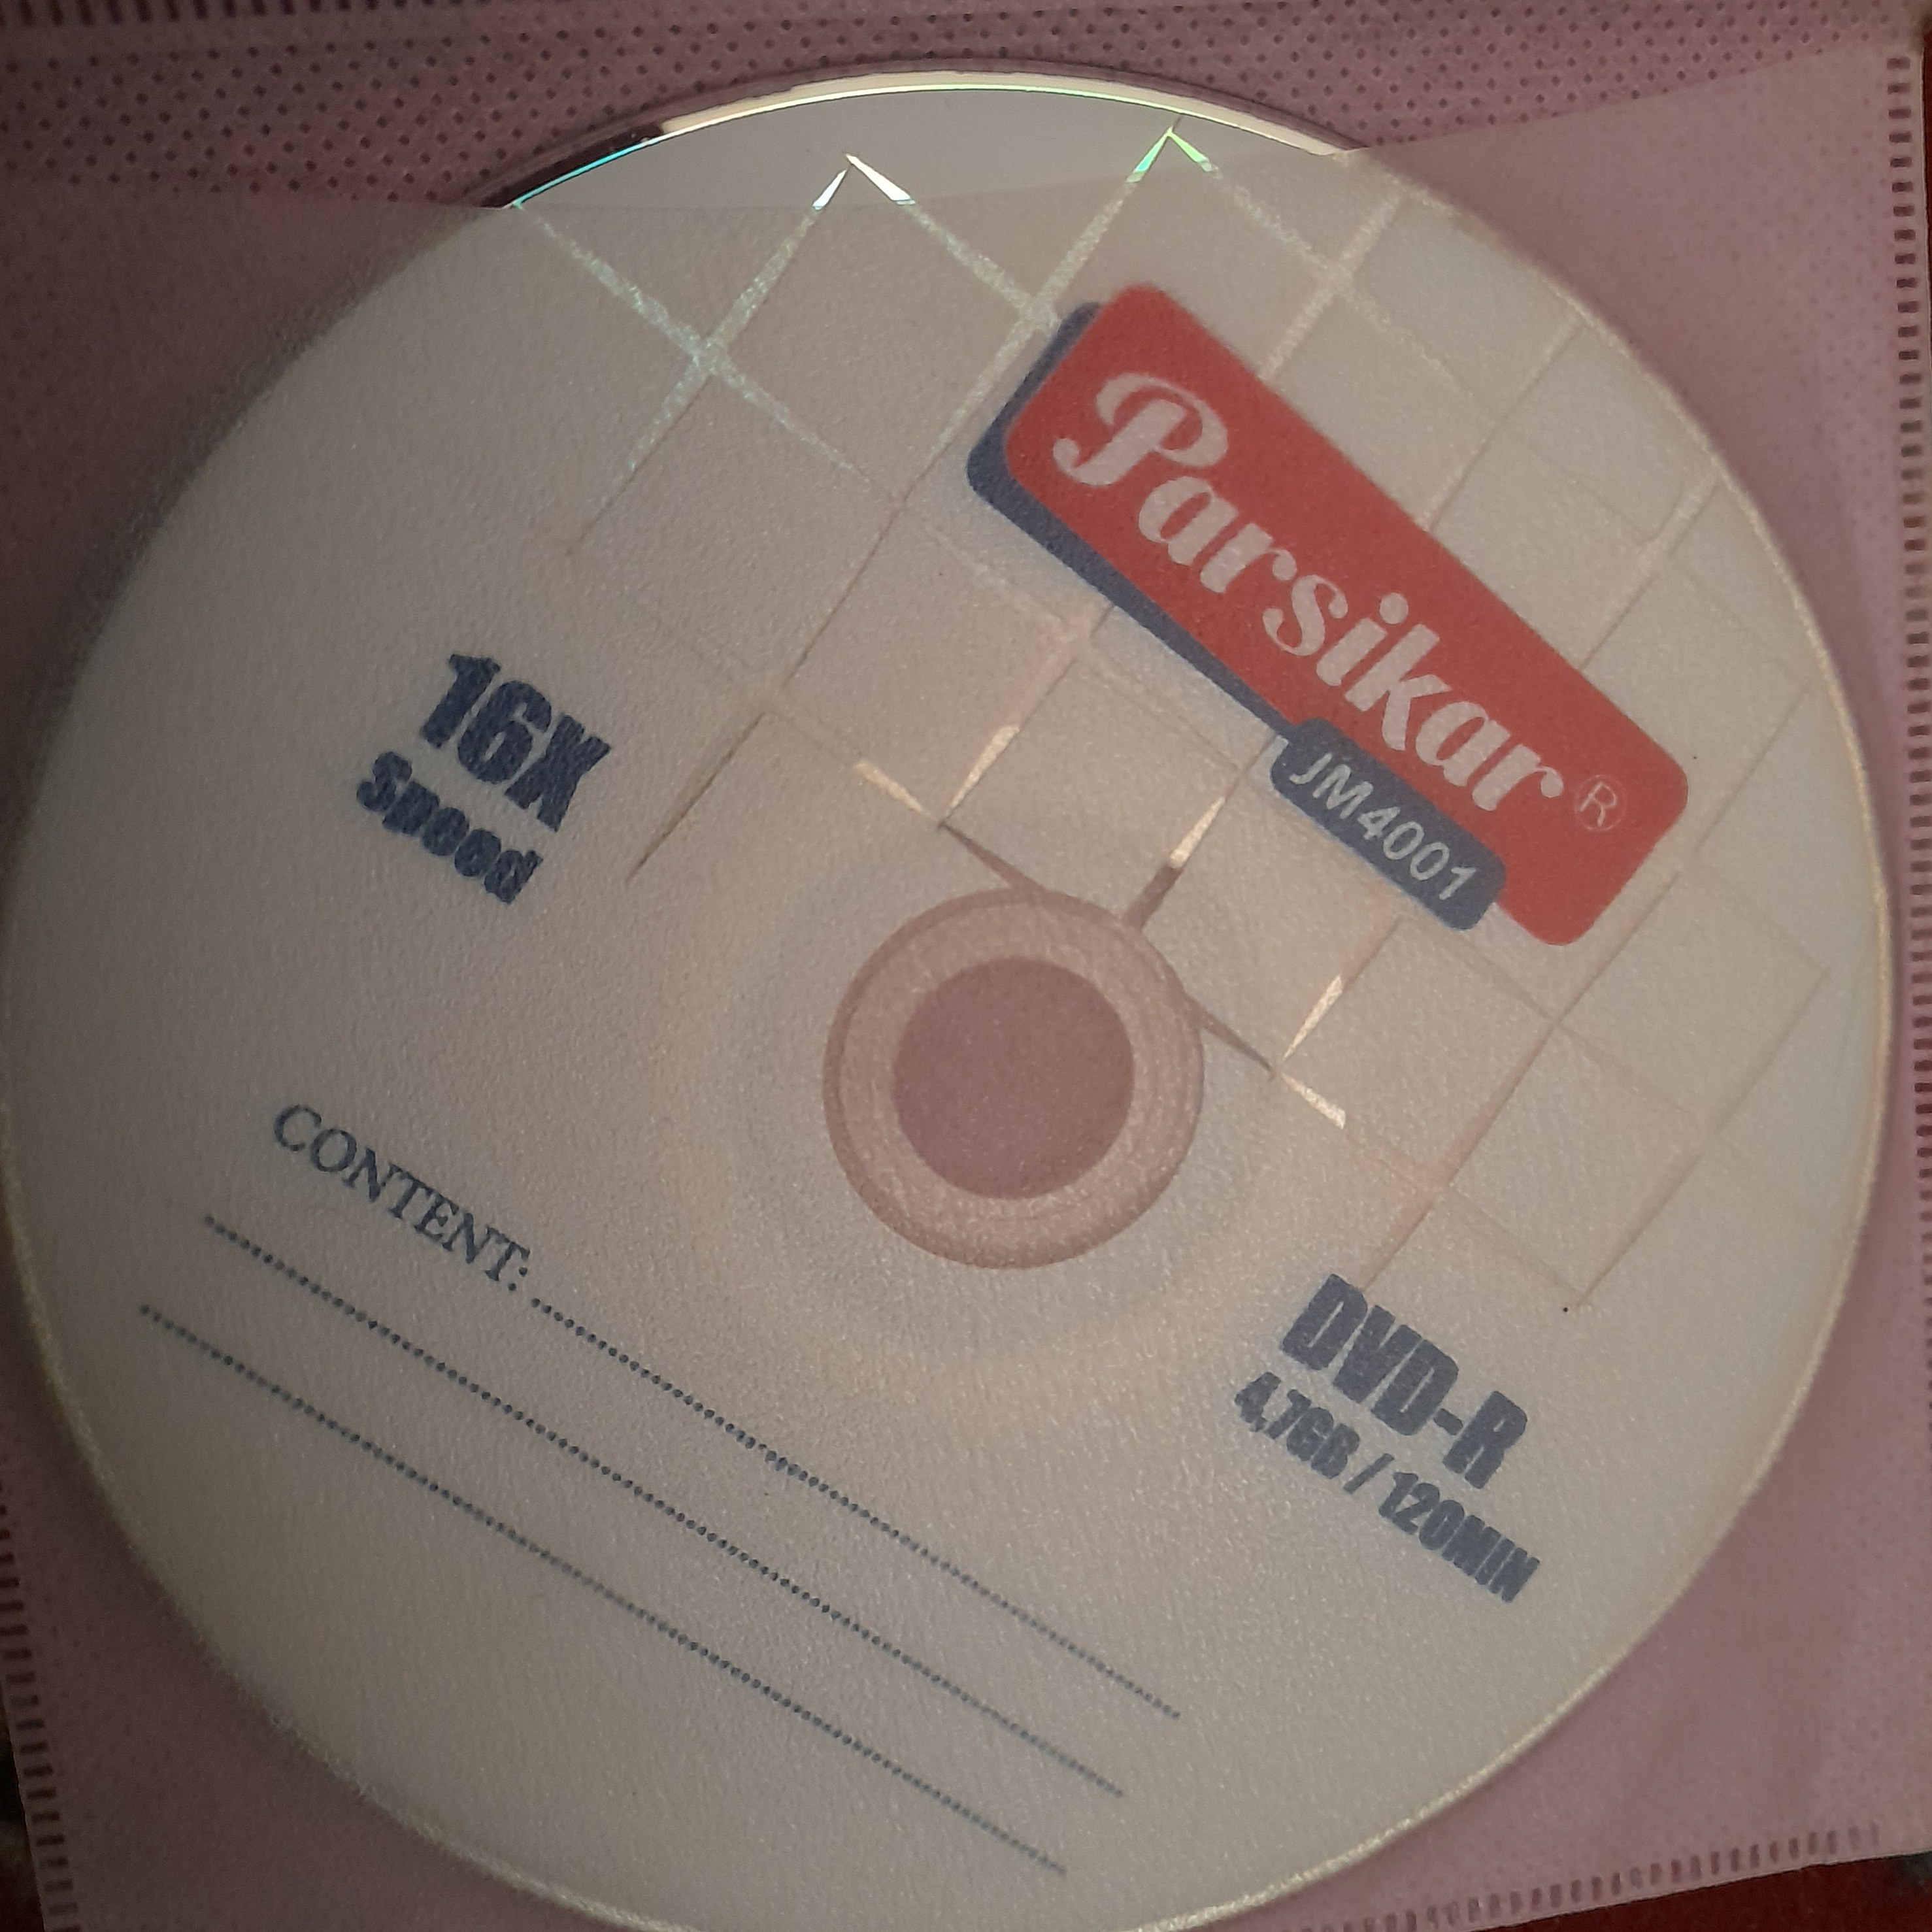 Parsikar®
JM4001
16X
Speed
CONTENT:
DVD-R
4,7GB / 120MIN